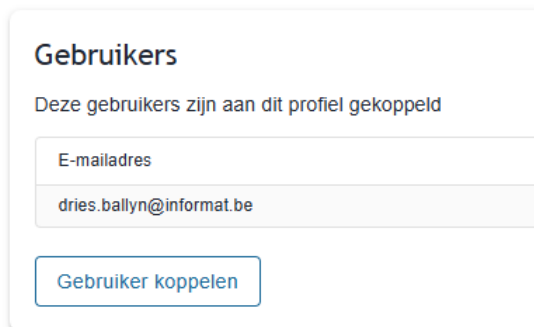 Gebruikers
Deze gebruikers zijn aan dit profiel gekoppeld
E-mailadres
dries.ballyn@informat.be
Gebruiker koppelen